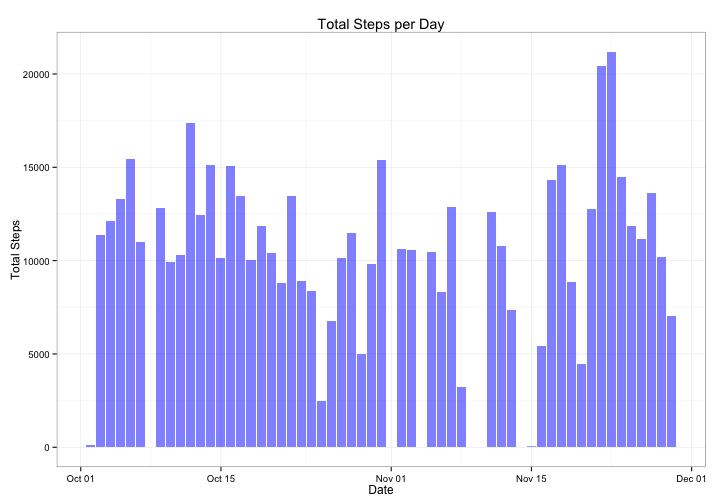 Total Steps per Day
Total Steps
20000
15000
10000
5000
0
Oct 01
Oct 15
Nov 01
Nov 15
Dec 01
Date